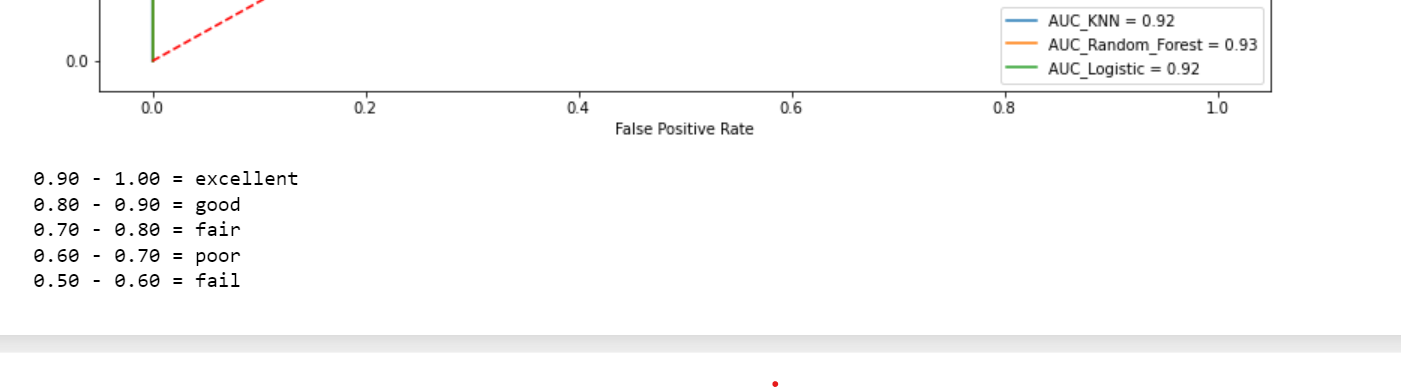 AUC_KNN = 0.92
AUC_Random_Forest = 0.93
AUC_Logistic = 0.92
0.0
0.0 0.2 0.4 0.6 0.8 1.0
False Positive Rate
0.90 - 1.00 = excellent
0.80 - 0.90 = good
0.70 - 0.80 = fair
0.60 - 0.70 = poor
0.50 - 0.60 = fail